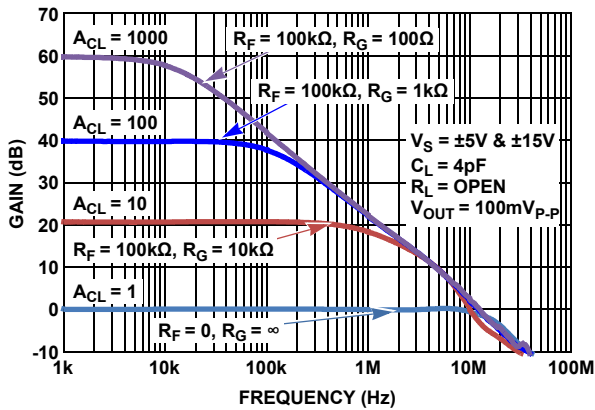 70
60
50
40
30
20
10
0
-10
GAIN (dB)
A_CL = 1000
R_F = 100kΩ, R_G = 100Ω
R_F = 100kΩ, R_G = 1kΩ
A_CL = 100
V_S = ±5V & ±15V
C_L = 4pF
R_L = OPEN
V_OUT = 100mV_P-P
A_CL = 10
R_F = 100kΩ, R_G = 10kΩ
A_CL = 1
R_F = 0, R_G = ∞
1k 10k 100k 1M 10M 100M
FREQUENCY (Hz)